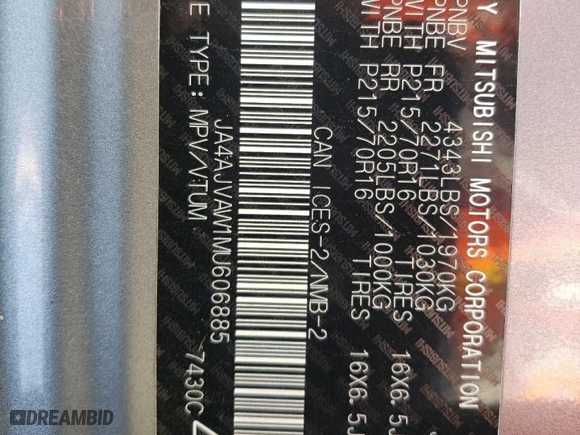 Y MITSUBISHI MOTORS CORPORATION
PNBV 4343LBS/1970KG
PNBE FR 2271LBS/1030KG
WITH P215/70R16 TIRES 16X6.5J
PNBE RR 2205LBS/1000KG
WITH P215/70R16 TIRES 16X6.5J
CAN ICES-2/NMB-2
JA4AJVAW1MU606885 7430C
E TYPE: MPV/VTUM
DREAMBID